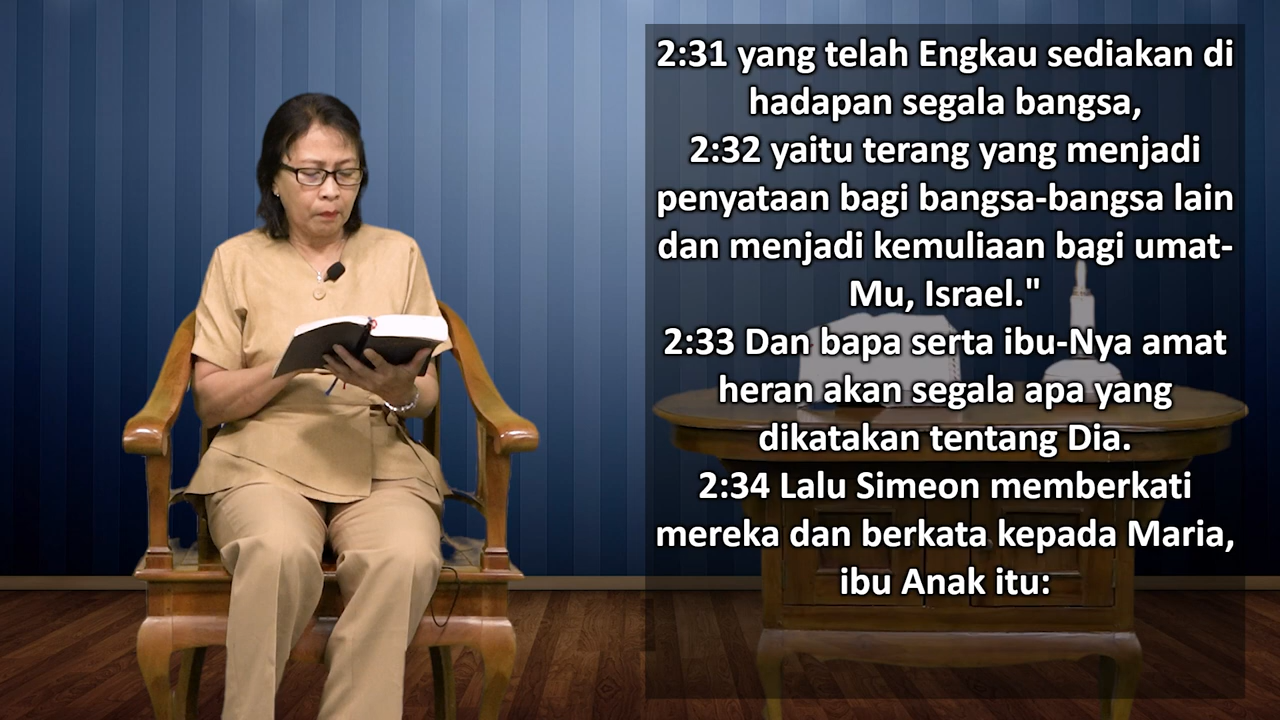 2:31 yang telah Engkau sediakan di
hadapan segala bangsa,
2:32 yaitu terang yang menjadi
penyataan bagi bangsa-bangsa lain
dan menjadi kemuliaan bagi umat-
Mu, Israel."
2:33 Dan bapa serta ibu-Nya amat
heran akan segala apa yang
dikatakan tentang Dia.
2:34 Lalu Simeon memberkati
mereka dan berkata kepada Maria,
ibu Anak itu: